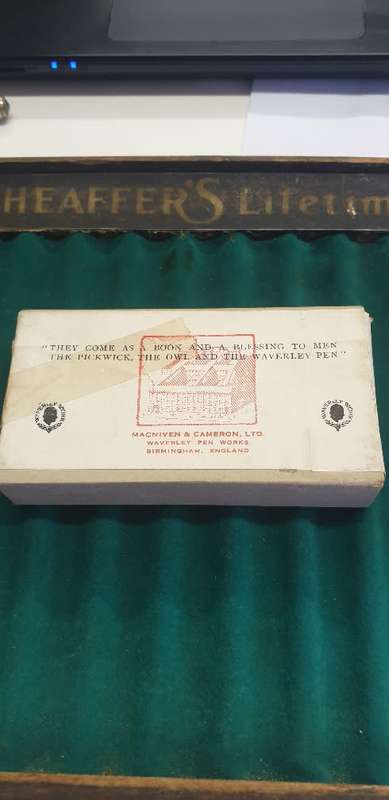 HEAFFER'S Lifetim
"THEY COME AS A BOON AND A BLESSING TO MEN
THE PICKWICK, THE OWL AND THE WAVERLEY PEN."
MACNIVEN & CAMERON, LTD.
WAVERLEY PEN WORKS
BIRMINGHAM, ENGLAND